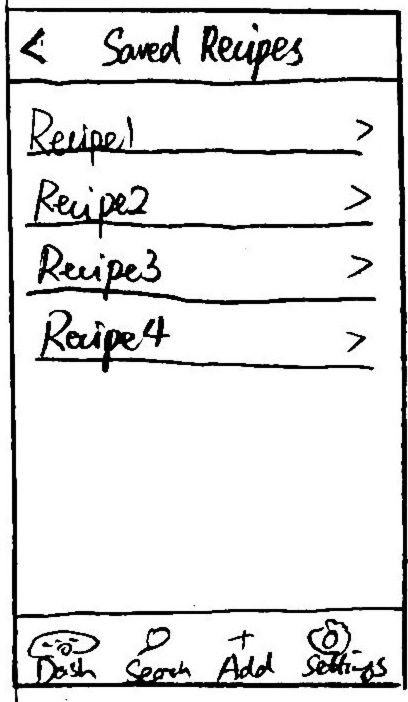 < Saved Recipes
Recipe1 >
Recipe2 >
Recipe3 >
Recipe4 >
Dash Search + Add Settings